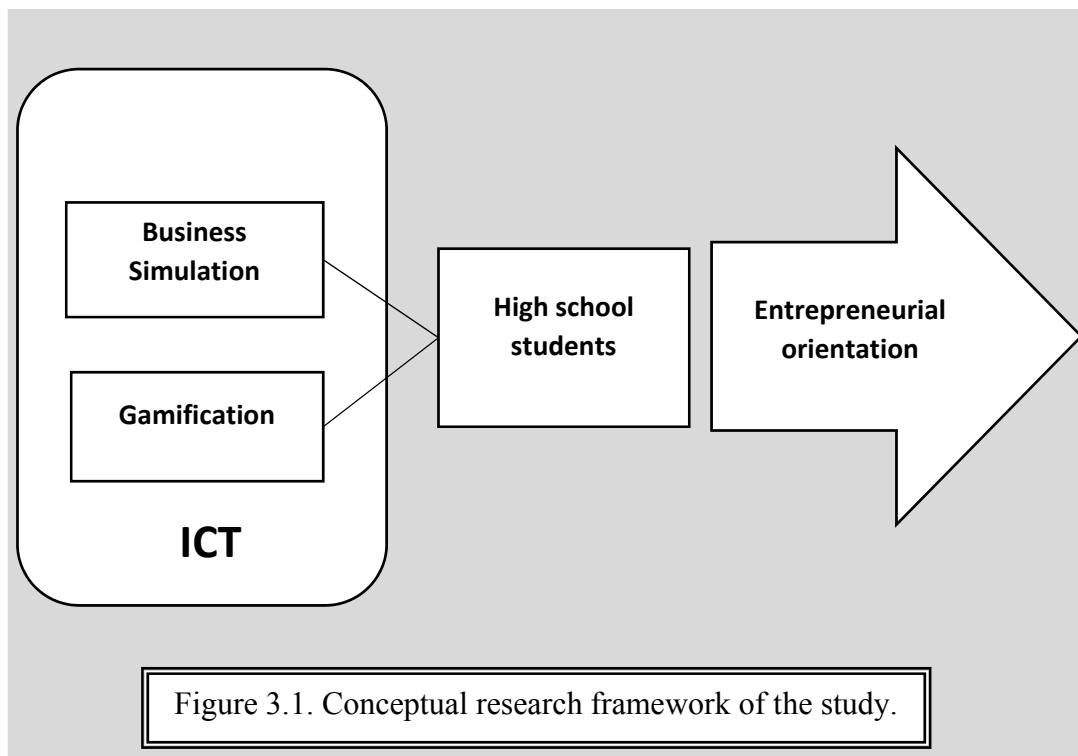 Business
Simulation
Gamification
ICT
High school
students
Entrepreneurial
orientation
Figure 3.1. Conceptual research framework of the study.